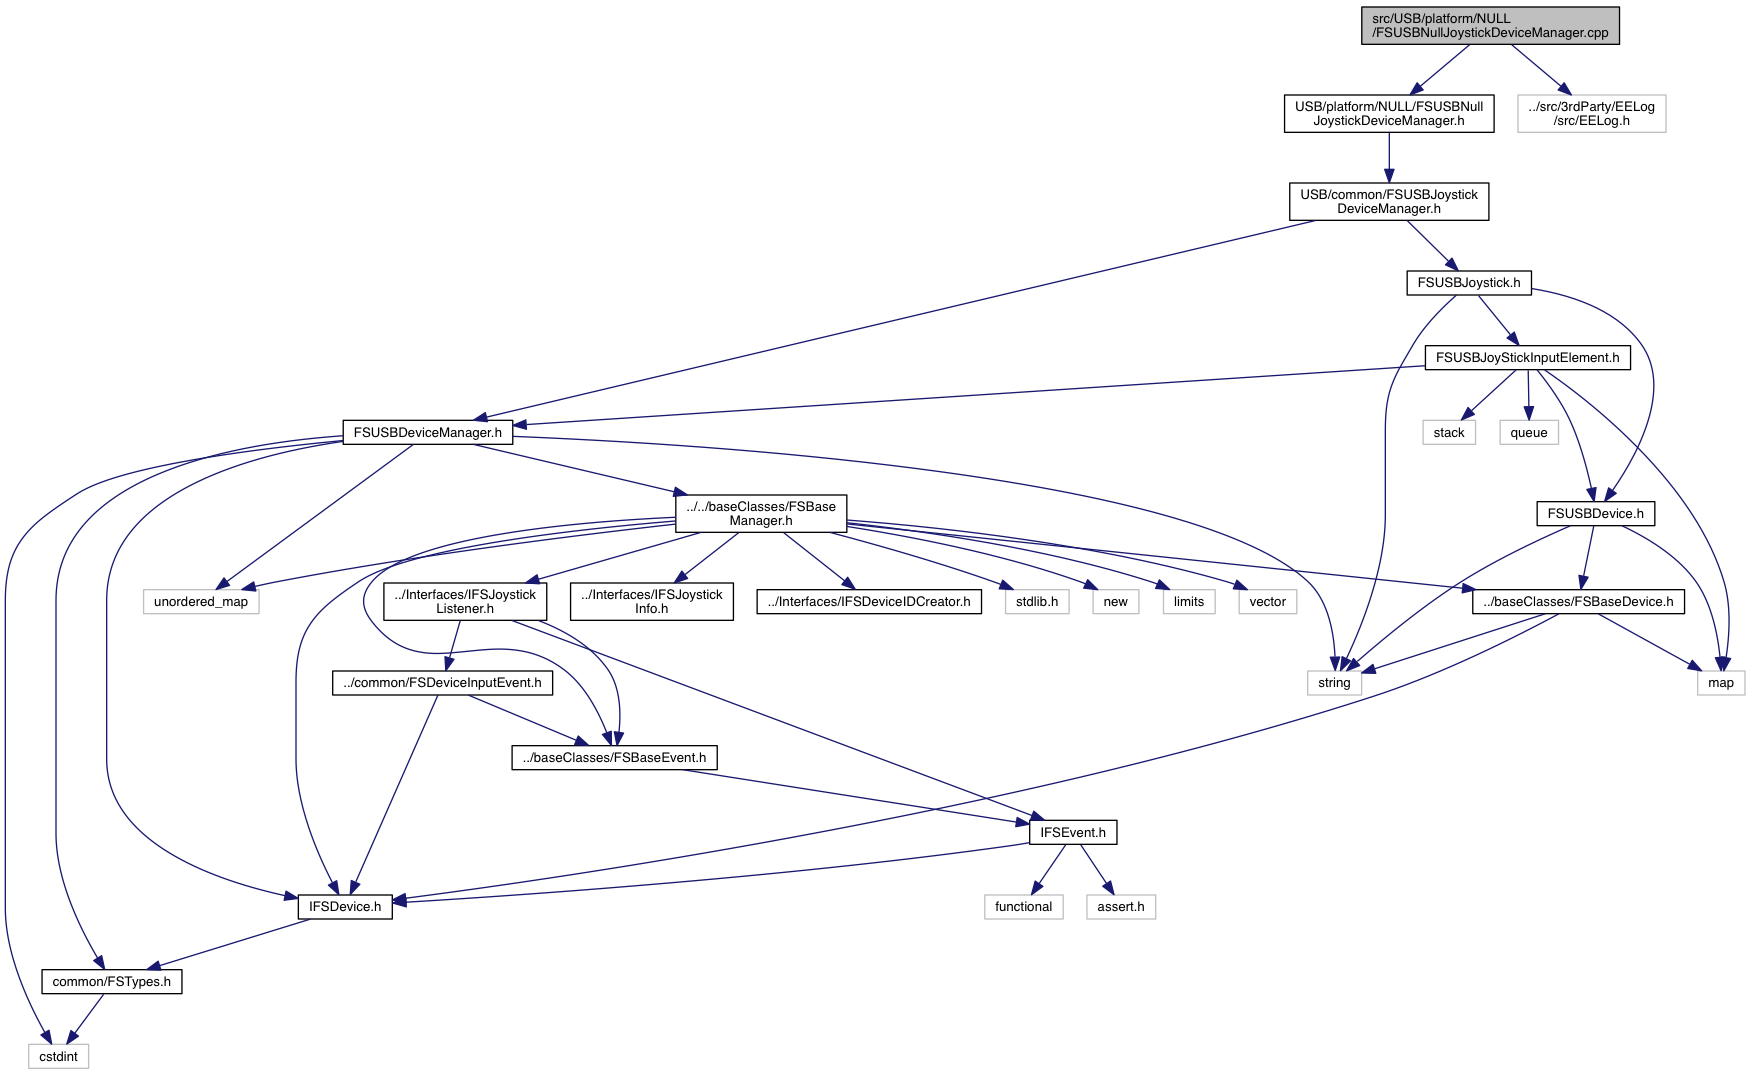 src/USB/platform/NULL
/FSUSBNullJoystickDeviceManager.cpp
USB/platform/NULL/FSUSBNull
JoystickDeviceManager.h
../src/3rdParty/EELog
/src/EELog.h
USB/common/FSUSBJoystick
DeviceManager.h
FSUSBJoystick.h
FSUSBJoyStickInputElement.h
FSUSBDeviceManager.h
stack
queue
../../baseClasses/FSBase
Manager.h
FSUSBDevice.h
unordered_map
../Interfaces/IFSJoystick
Listener.h
../Interfaces/IFSJoystick
Info.h
../Interfaces/IFSDeviceIDCreator.h
stdlib.h
new
limits
vector
../baseClasses/FSBaseDevice.h
../common/FSDeviceInputEvent.h
string
map
../baseClasses/FSBaseEvent.h
IFSEvent.h
IFSDevice.h
functional
assert.h
common/FSTypes.h
cstdint